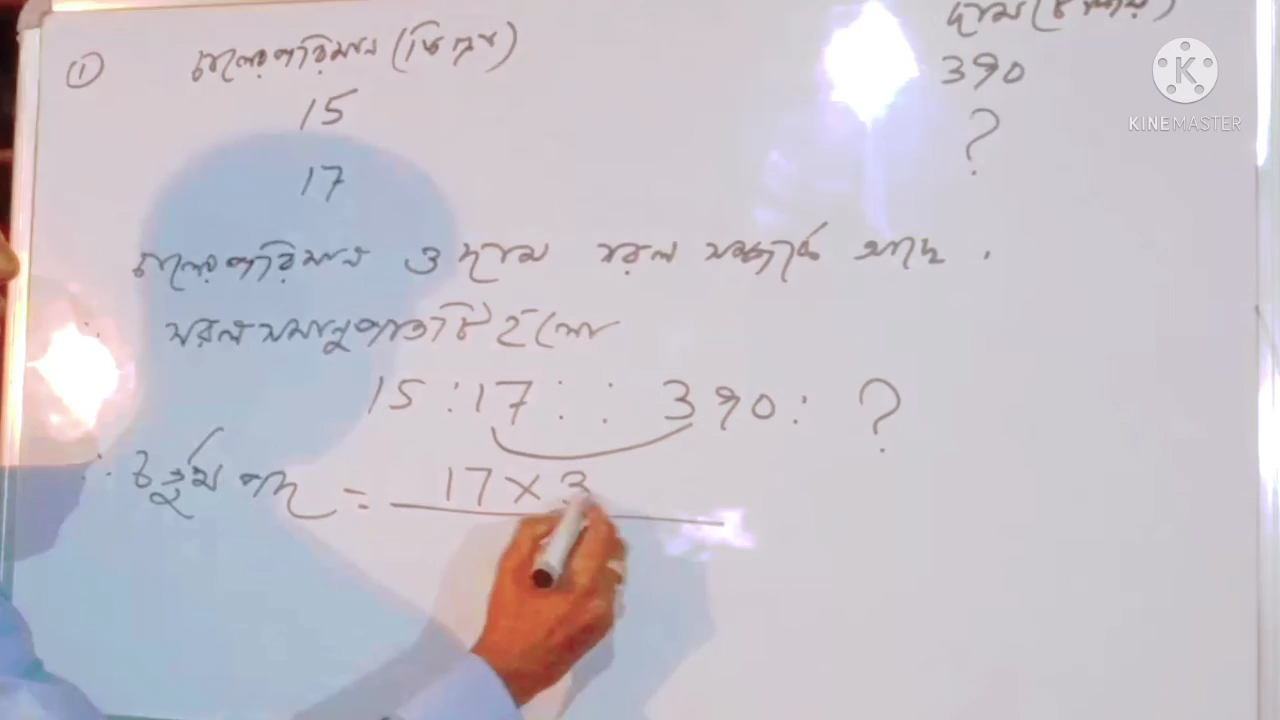 ① তেলের পরিমান (কিগ্রা) দাম (টাকায়)
15 390
17 ?
তেলের পরিমান ও দাম সরল সম্পর্কে আছে.
সরল সমানুপাতটি হলো
15 : 17 : : 390 : ?
∴ চতুর্থ পদ = 17 × 3
KINEMASTER